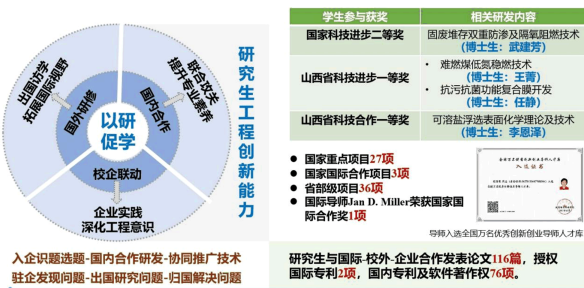 以研
促学
国外研修
国内合作
校企联动
出国访学
拓展国际视野
联合攻关
提升专业素养
企业实践
深化工程意识
研究生工程创新能力
入企识题选题-国内合作研发-协同推广技术
驻企发现问题-出国研究问题-归国解决问题
学生参与获奖
相关研发内容
国家科技进步二等奖
固废堆存双重防渗及隔氧阻燃技术
(博士生：武建芳)
山西省科技进步一等奖
• 难燃煤低氮稳燃技术
(博士生：王菁)
• 抗污抗菌功能复合膜开发
(博士生：任静)
山西省科技合作一等奖
可溶盐浮选表面化学理论及技术
(博士生：李恩泽)
● 国家重点项目27项
● 国家国际合作项目3项
● 省部级项目36项
● 国际导师Jan D. Miller荣获国家国
际合作奖1项
入选证书
导师入选全国万名优秀创新创业导师人才库
研究生与国际-校外-企业合作发表论文116篇，授权
国际专利2项，国内专利及软件著作权76项。